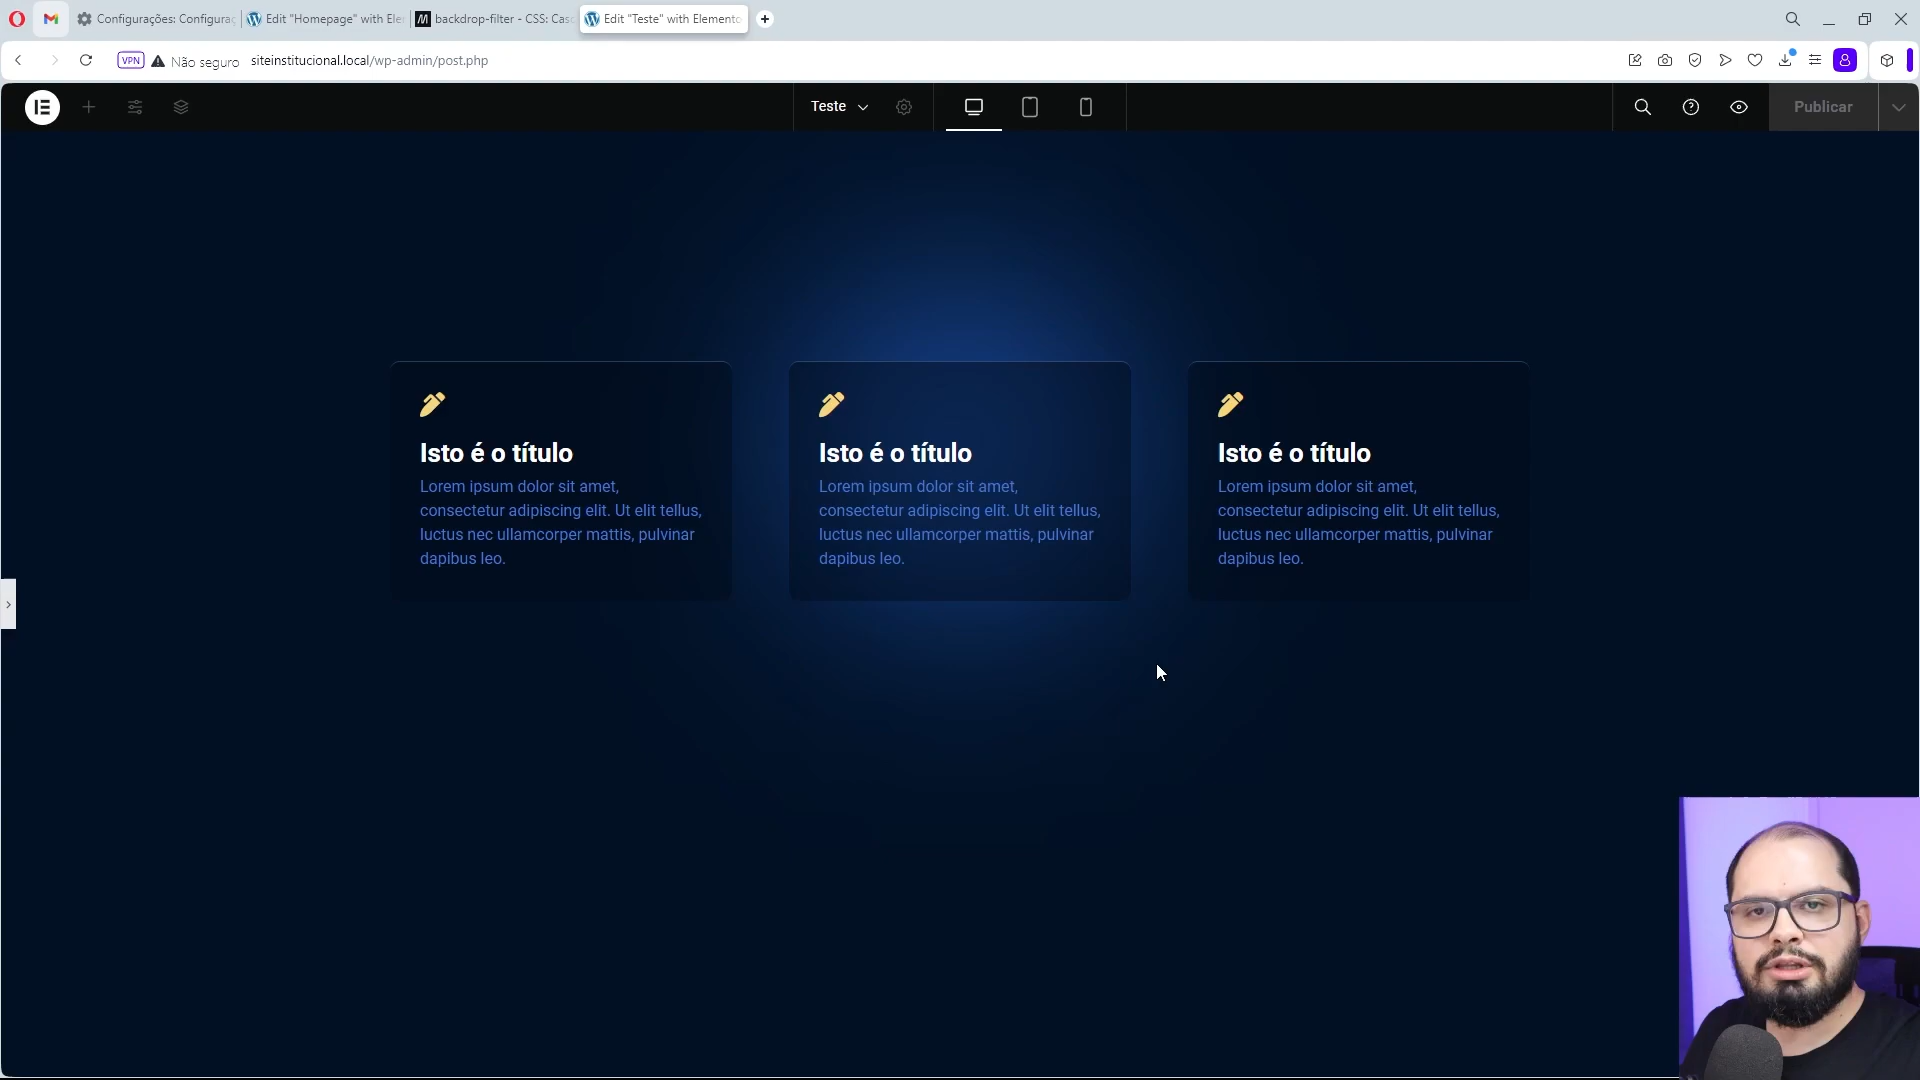 Configurações: Configuraç
Edit "Homepage" with Ele
backdrop-filter - CSS: Casc
Edit "Teste" with Elemento
VPN
Não seguro
siteinstitucional.local/wp-admin/post.php
Teste
Publicar
Isto é o título
Lorem ipsum dolor sit amet,
consectetur adipiscing elit. Ut elit tellus,
luctus nec ullamcorper mattis, pulvinar
dapibus leo.
Isto é o título
Lorem ipsum dolor sit amet,
consectetur adipiscing elit. Ut elit tellus,
luctus nec ullamcorper mattis, pulvinar
dapibus leo.
Isto é o título
Lorem ipsum dolor sit amet,
consectetur adipiscing elit. Ut elit tellus,
luctus nec ullamcorper mattis, pulvinar
dapibus leo.